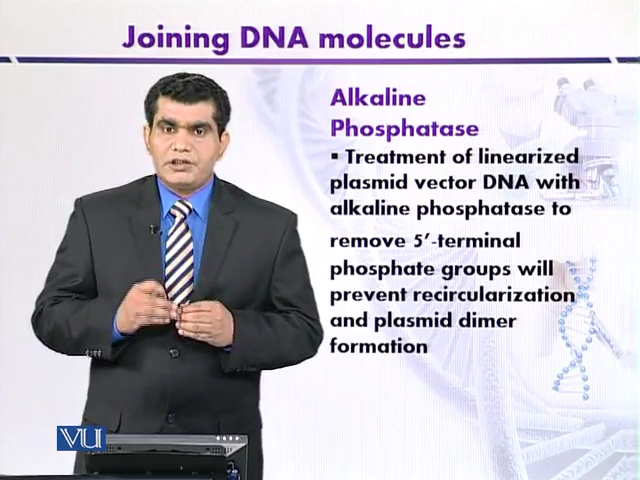 Joining DNA molecules
Alkaline
Phosphatase
▪ Treatment of linearized
plasmid vector DNA with
alkaline phosphatase to
remove 5′-terminal
phosphate groups will
prevent recircularization
and plasmid dimer
formation
VU